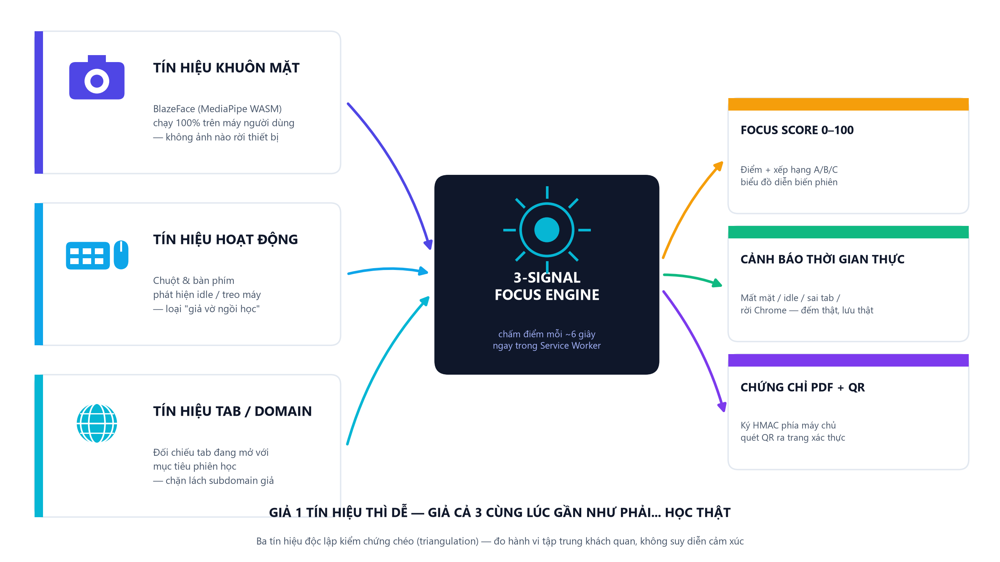 TÍN HIỆU KHUÔN MẶT
BlazeFace (MediaPipe WASM)
chạy 100% trên máy người dùng
— không ảnh nào rời thiết bị
TÍN HIỆU HOẠT ĐỘNG
Chuột & bàn phím
phát hiện idle / treo máy
— loại "giả vờ ngồi học"
TÍN HIỆU TAB / DOMAIN
Đối chiếu tab đang mở với
mục tiêu phiên học
— chặn lách subdomain giả
3-SIGNAL
FOCUS ENGINE
chấm điểm mỗi ~6 giây
ngay trong Service Worker
FOCUS SCORE 0–100
Điểm + xếp hạng A/B/C
biểu đồ diễn biến phiên
CẢNH BÁO THỜI GIAN THỰC
Mất mặt / idle / sai tab /
rời Chrome — đếm thật, lưu thật
CHỨNG CHỈ PDF + QR
Ký HMAC phía máy chủ
quét QR ra trang xác thực
GIẢ 1 TÍN HIỆU THÌ DỄ — GIẢ CẢ 3 CÙNG LÚC GẦN NHƯ PHẢI... HỌC THẬT
Ba tín hiệu độc lập kiểm chứng chéo (triangulation) — đo hành vi tập trung khách quan, không suy diễn cảm xúc